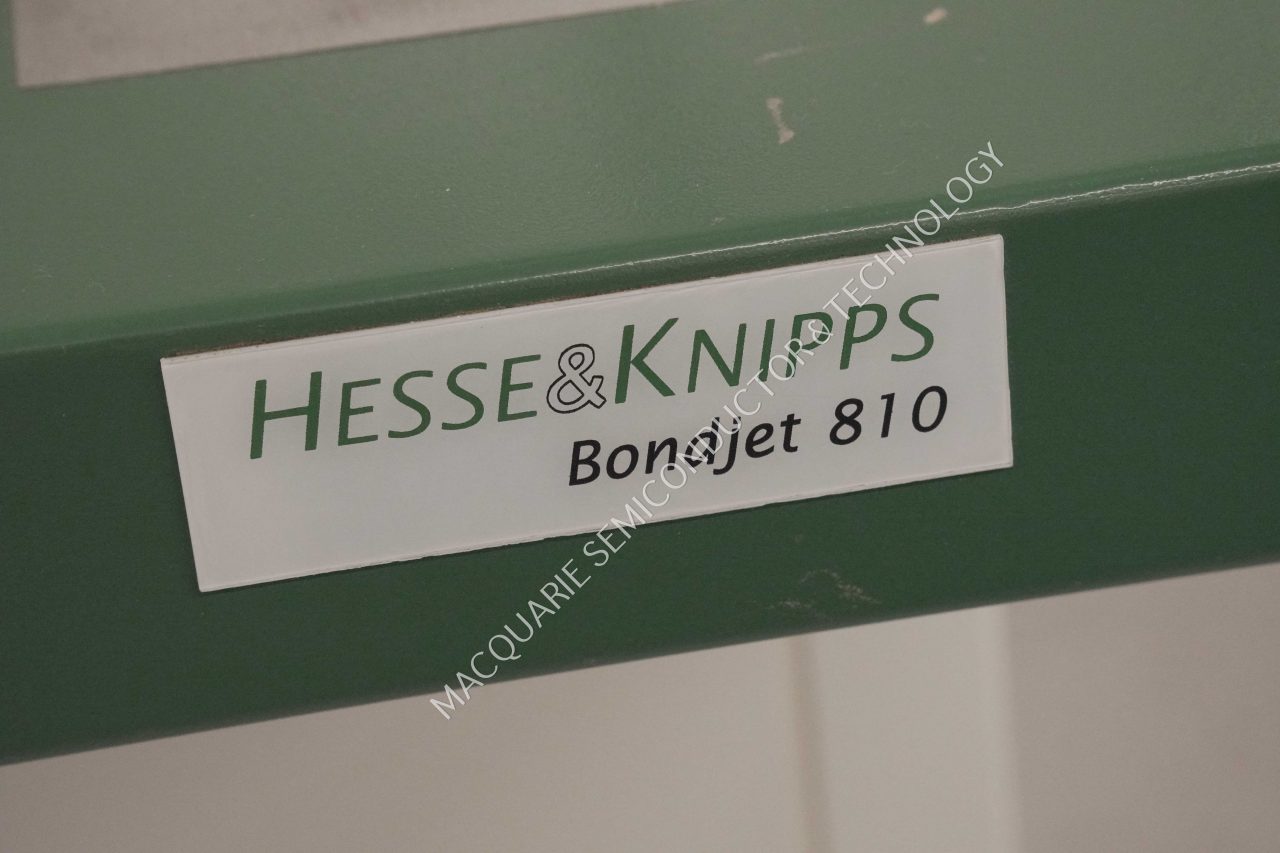 HESSE&KNIPPS
Bondjet 810
MACQUARIE SEMICONDUCTOR & TECHNOLOGY